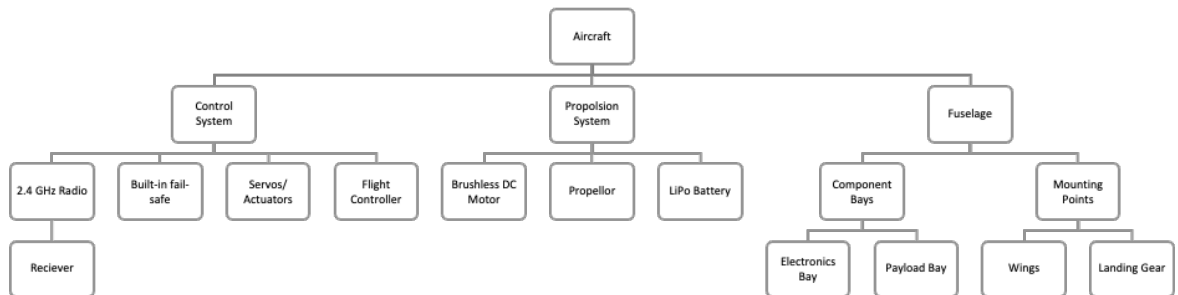 Aircraft
Control
System
Propolsion
System
Fuselage
2.4 GHz Radio
Built-in fail-
safe
Servos/
Actuators
Flight
Controller
Brushless DC
Motor
Propellor
LiPo Battery
Component
Bays
Mounting
Points
Reciever
Electronics
Bay
Payload Bay
Wings
Landing Gear